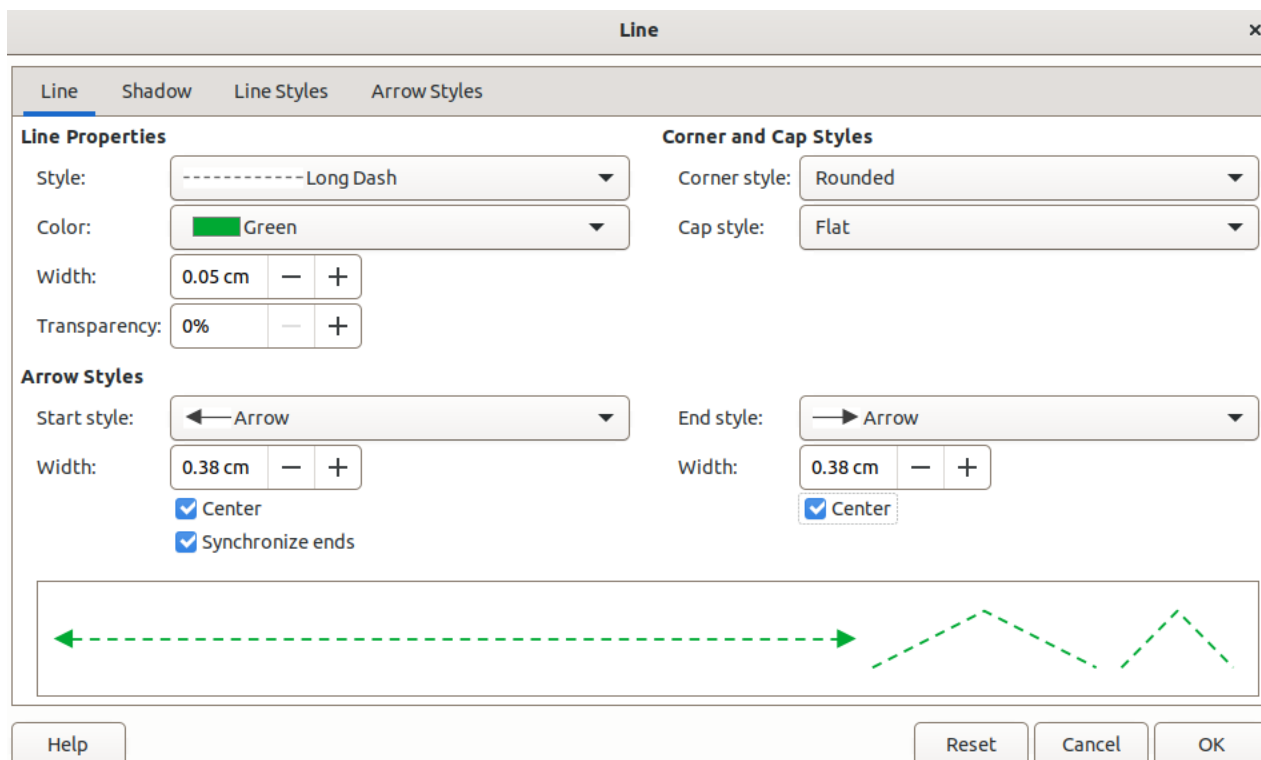 Line ×
Line Shadow Line Styles Arrow Styles
Line Properties Corner and Cap Styles
Style: Long Dash Corner style: Rounded
Color: Green Cap style: Flat
Width: 0.05 cm − +
Transparency: 0% − +
Arrow Styles
Start style: Arrow End style: Arrow
Width: 0.38 cm − + Width: 0.38 cm − +
Center Center
Synchronize ends
Help Reset Cancel OK